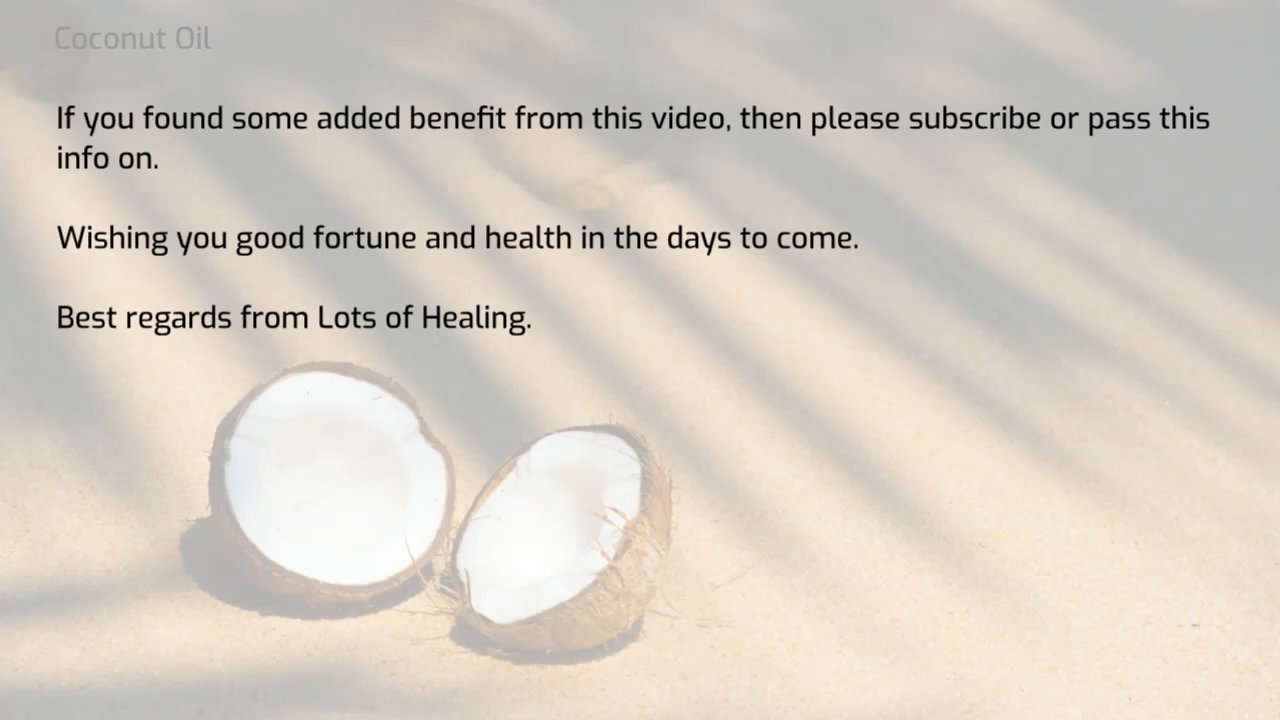 Coconut Oil
If you found some added benefit from this video, then please subscribe or pass this
info on.
Wishing you good fortune and health in the days to come.
Best regards from Lots of Healing.